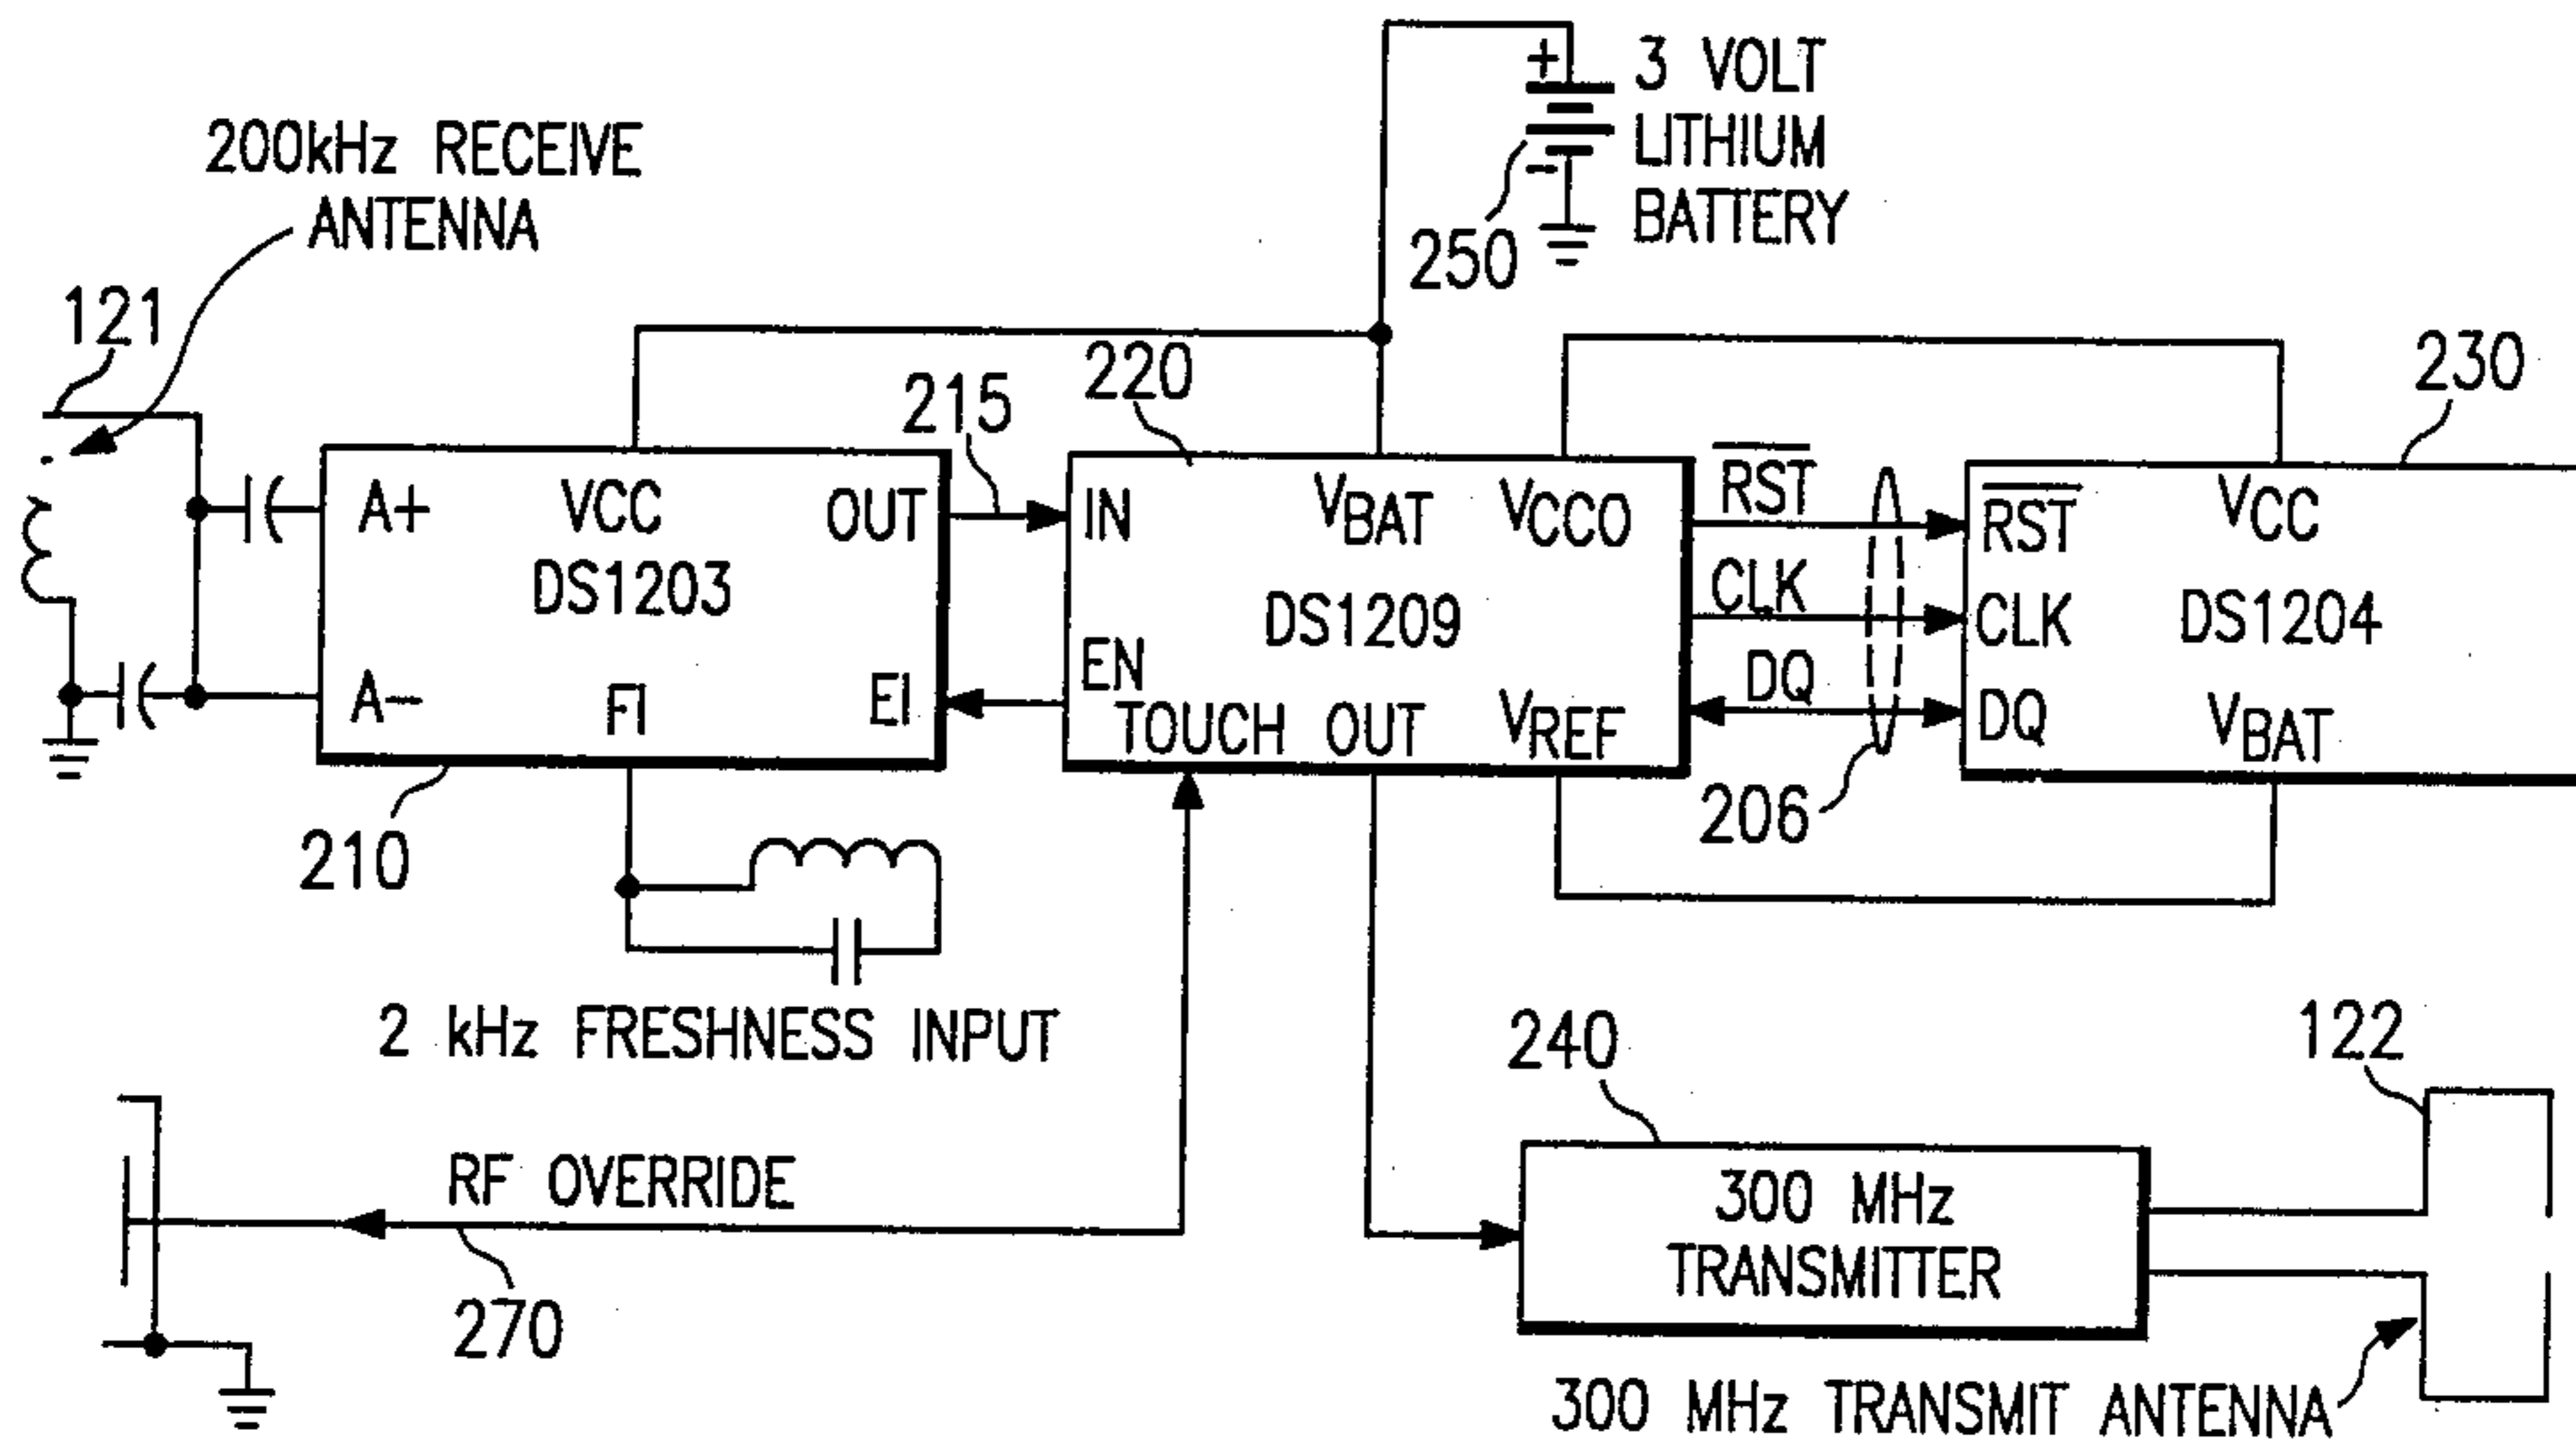 200kHz RECEIVE
ANTENNA
+ 3 VOLT
LITHIUM
- BATTERY
250
121
215
220
230
A+ VCC OUT
DS1203
A- FI EI
210
IN VBAT VCCO
DS1209
EN
TOUCH OUT VREF
RST
CLK
DQ
206
RST VCC
CLK DS1204
DQ VBAT
2 kHz FRESHNESS INPUT
RF OVERRIDE
270
240
300 MHz
TRANSMITTER
122
300 MHz TRANSMIT ANTENNA